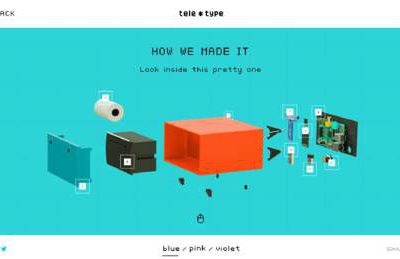 ACK
tele✱type
HOW WE MADE IT
Look inside this pretty one
blue / pink / violet